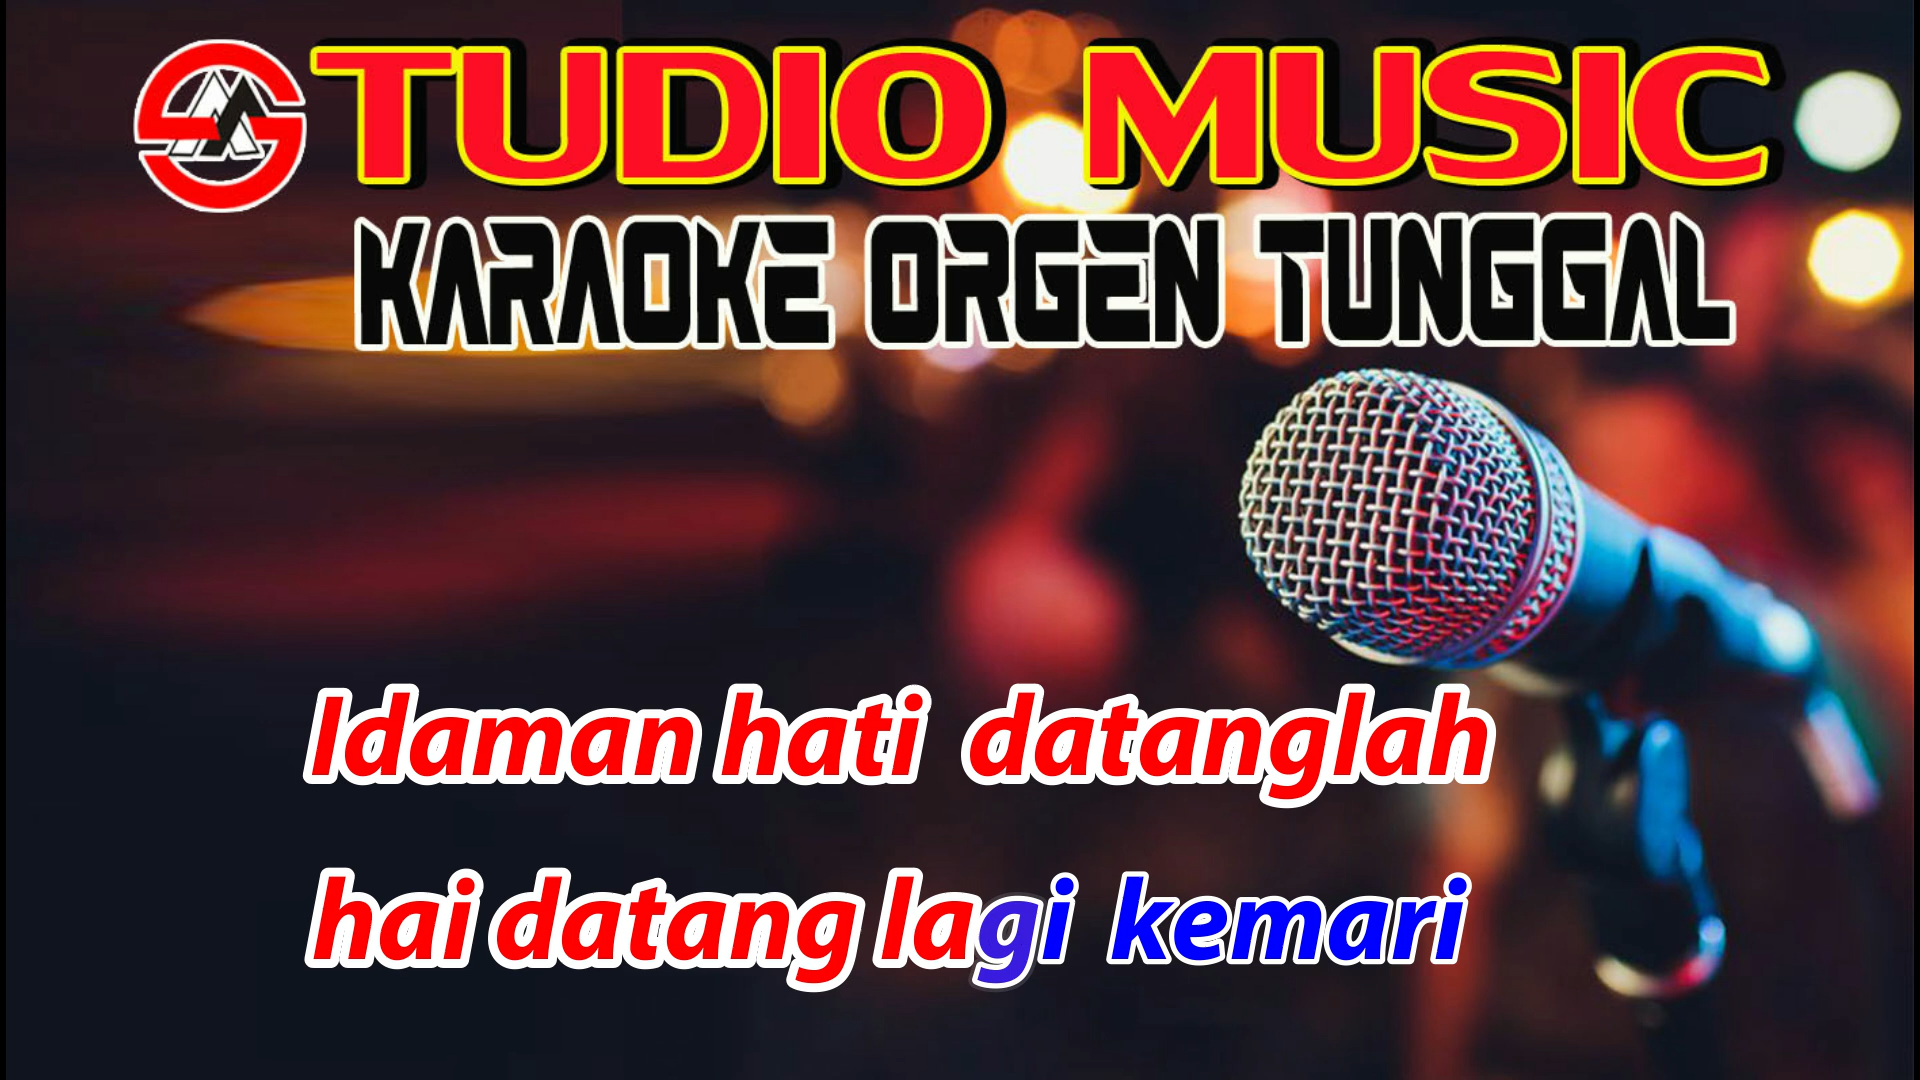 STUDIO MUSIC
KARAOKE ORGEN TUNGGAL
Idaman hati datanglah
hai datang lagi kemari